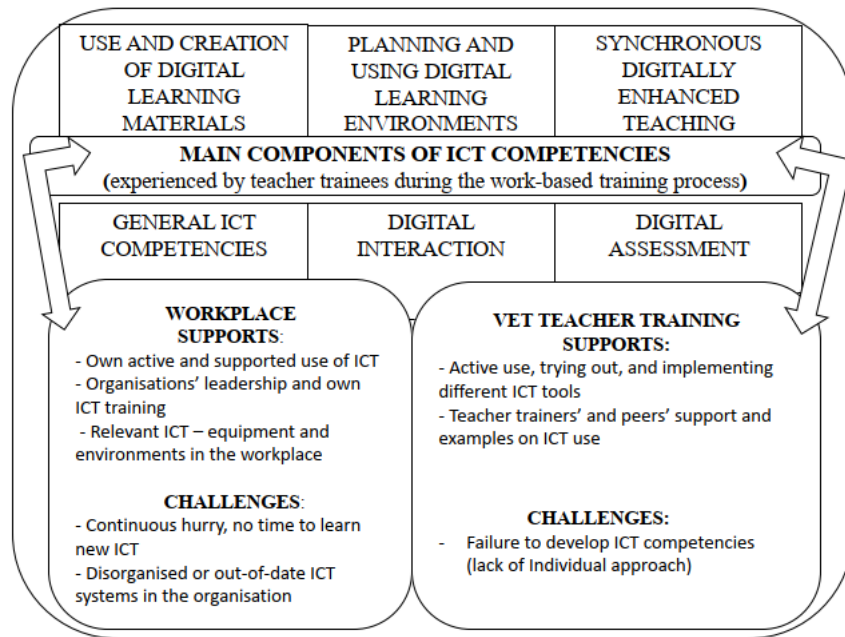 USE AND CREATION
OF DIGITAL
LEARNING
MATERIALS
PLANNING AND
USING DIGITAL
LEARNING
ENVIRONMENTS
SYNCHRONOUS
DIGITALLY
ENHANCED
TEACHING
MAIN COMPONENTS OF ICT COMPETENCIES
(experienced by teacher trainees during the work-based training process)
GENERAL ICT
COMPETENCIES
DIGITAL
INTERACTION
DIGITAL
ASSESSMENT
WORKPLACE
SUPPORTS:
- Own active and supported use of ICT
- Organisations' leadership and own
ICT training
- Relevant ICT – equipment and
environments in the workplace
CHALLENGES:
- Continuous hurry, no time to learn
new ICT
- Disorganised or out-of-date ICT
systems in the organisation
VET TEACHER TRAINING
SUPPORTS:
- Active use, trying out, and implementing
different ICT tools
- Teacher trainers' and peers' support and
examples on ICT use
CHALLENGES:
- Failure to develop ICT competencies
(lack of Individual approach)